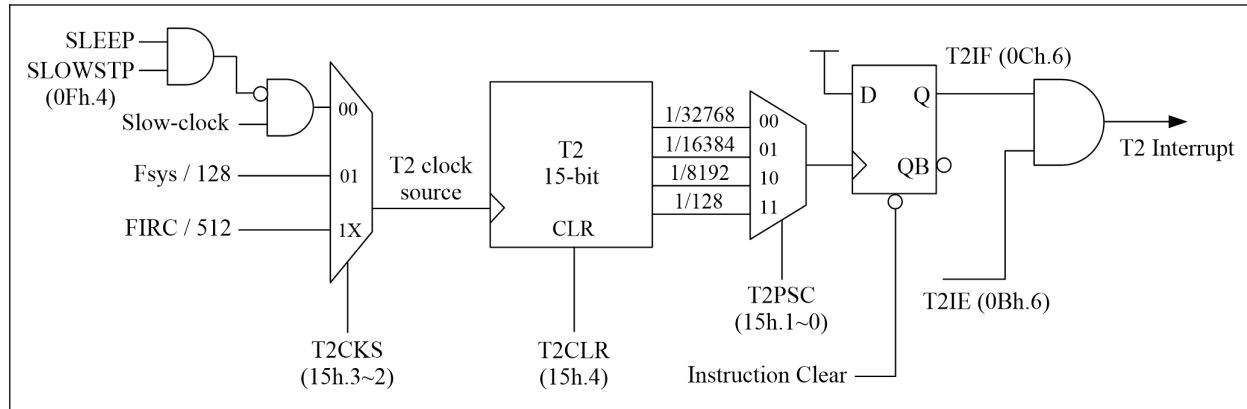 SLEEP
SLOWSTP
(0Fh.4)
Slow-clock
00
Fsys / 128
01
FIRC / 512
1X
T2CKS
(15h.3~2)
T2 clock
source
T2
15-bit
CLR
T2CLR
(15h.4)
1/32768
1/16384
1/8192
1/128
00
01
10
11
T2PSC
(15h.1~0)
D
Q
QB
T2IF (0Ch.6)
T2 Interrupt
T2IE (0Bh.6)
Instruction Clear